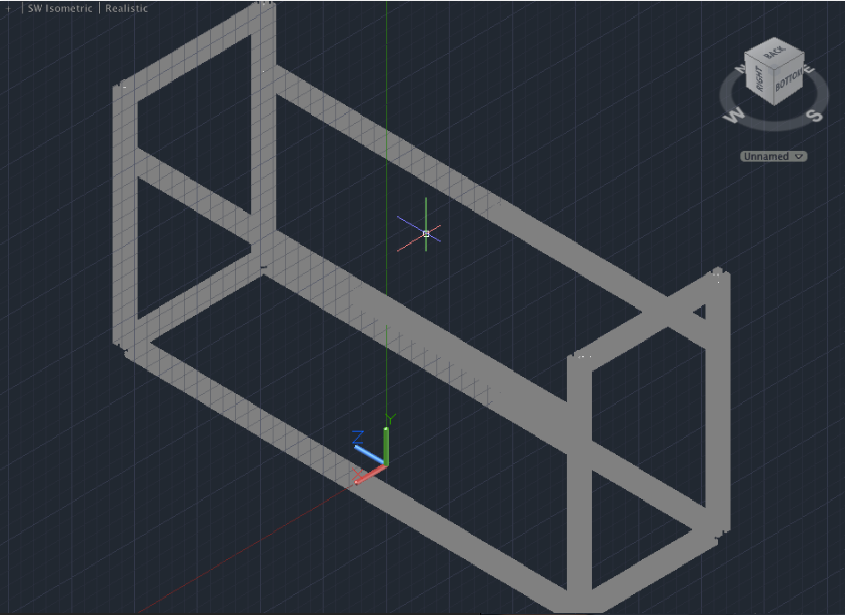 + | SW Isometric | Realistic
BACK
N
E
RIGHT
BOTTOM
W
S
Unnamed
Y
Z
X